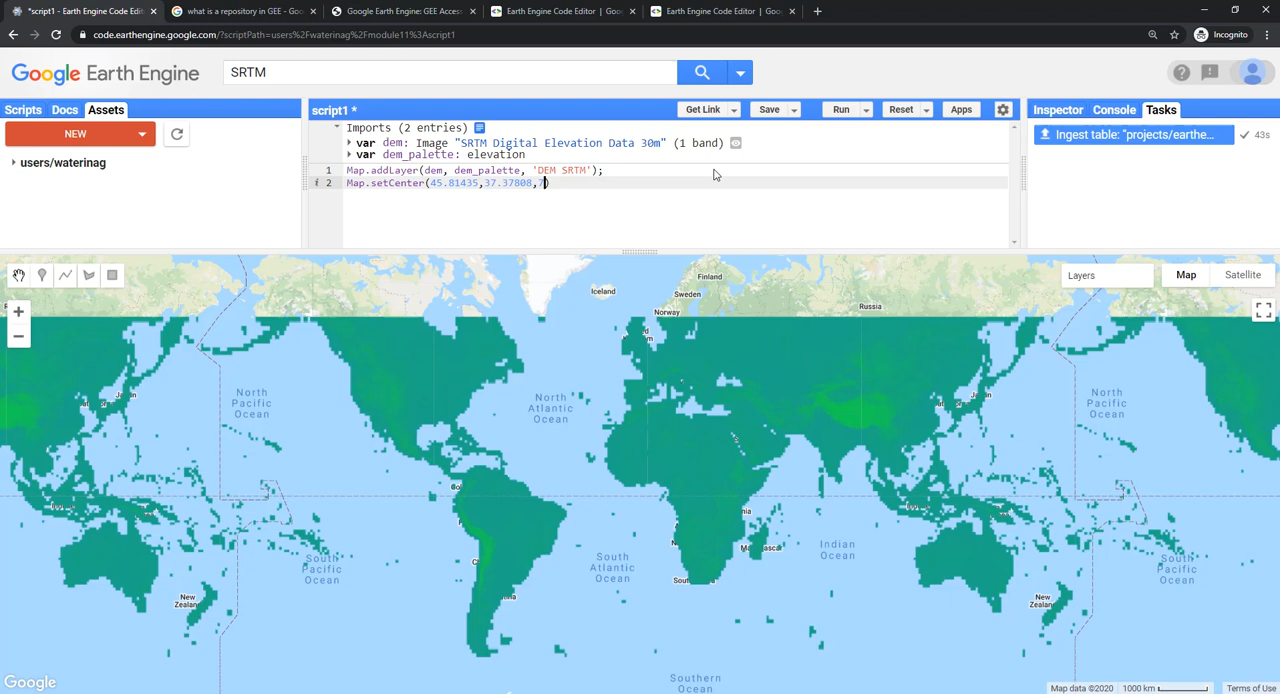 *script1 - Earth Engine Code Edit
what is a repository in GEE - Goo
Google Earth Engine: GEE Access
Earth Engine Code Editor | Goo
Earth Engine Code Editor | Goo
code.earthengine.google.com/?scriptPath=users%2Fwaterinag%2Fmodule11%3Ascript1
Incognito
Google Earth Engine
SRTM
Scripts Docs Assets
NEW
users/waterinag
script1 *
Get Link Save Run Reset Apps
Imports (2 entries)
var dem: Image "SRTM Digital Elevation Data 30m" (1 band)
var dem_palette: elevation
1 Map.addLayer(dem, dem_palette, 'DEM SRTM');
i 2 Map.setCenter(45.81435,37.37808,7)
Inspector Console Tasks
Ingest table: "projects/earthe... 43s
Layers
Map Satellite
Iceland
Finland
Sweden
Norway
Russia
North
Pacific
Ocean
North
Atlantic
Ocean
North
Pacific
Ocean
South
Pacific
Ocean
South
Atlantic
Ocean
Indian
Ocean
South
Pacific
Ocean
New
Zealan
New
Zealan
Southern
Ocean
Google
Map data ©2020 1000 km Terms of Use